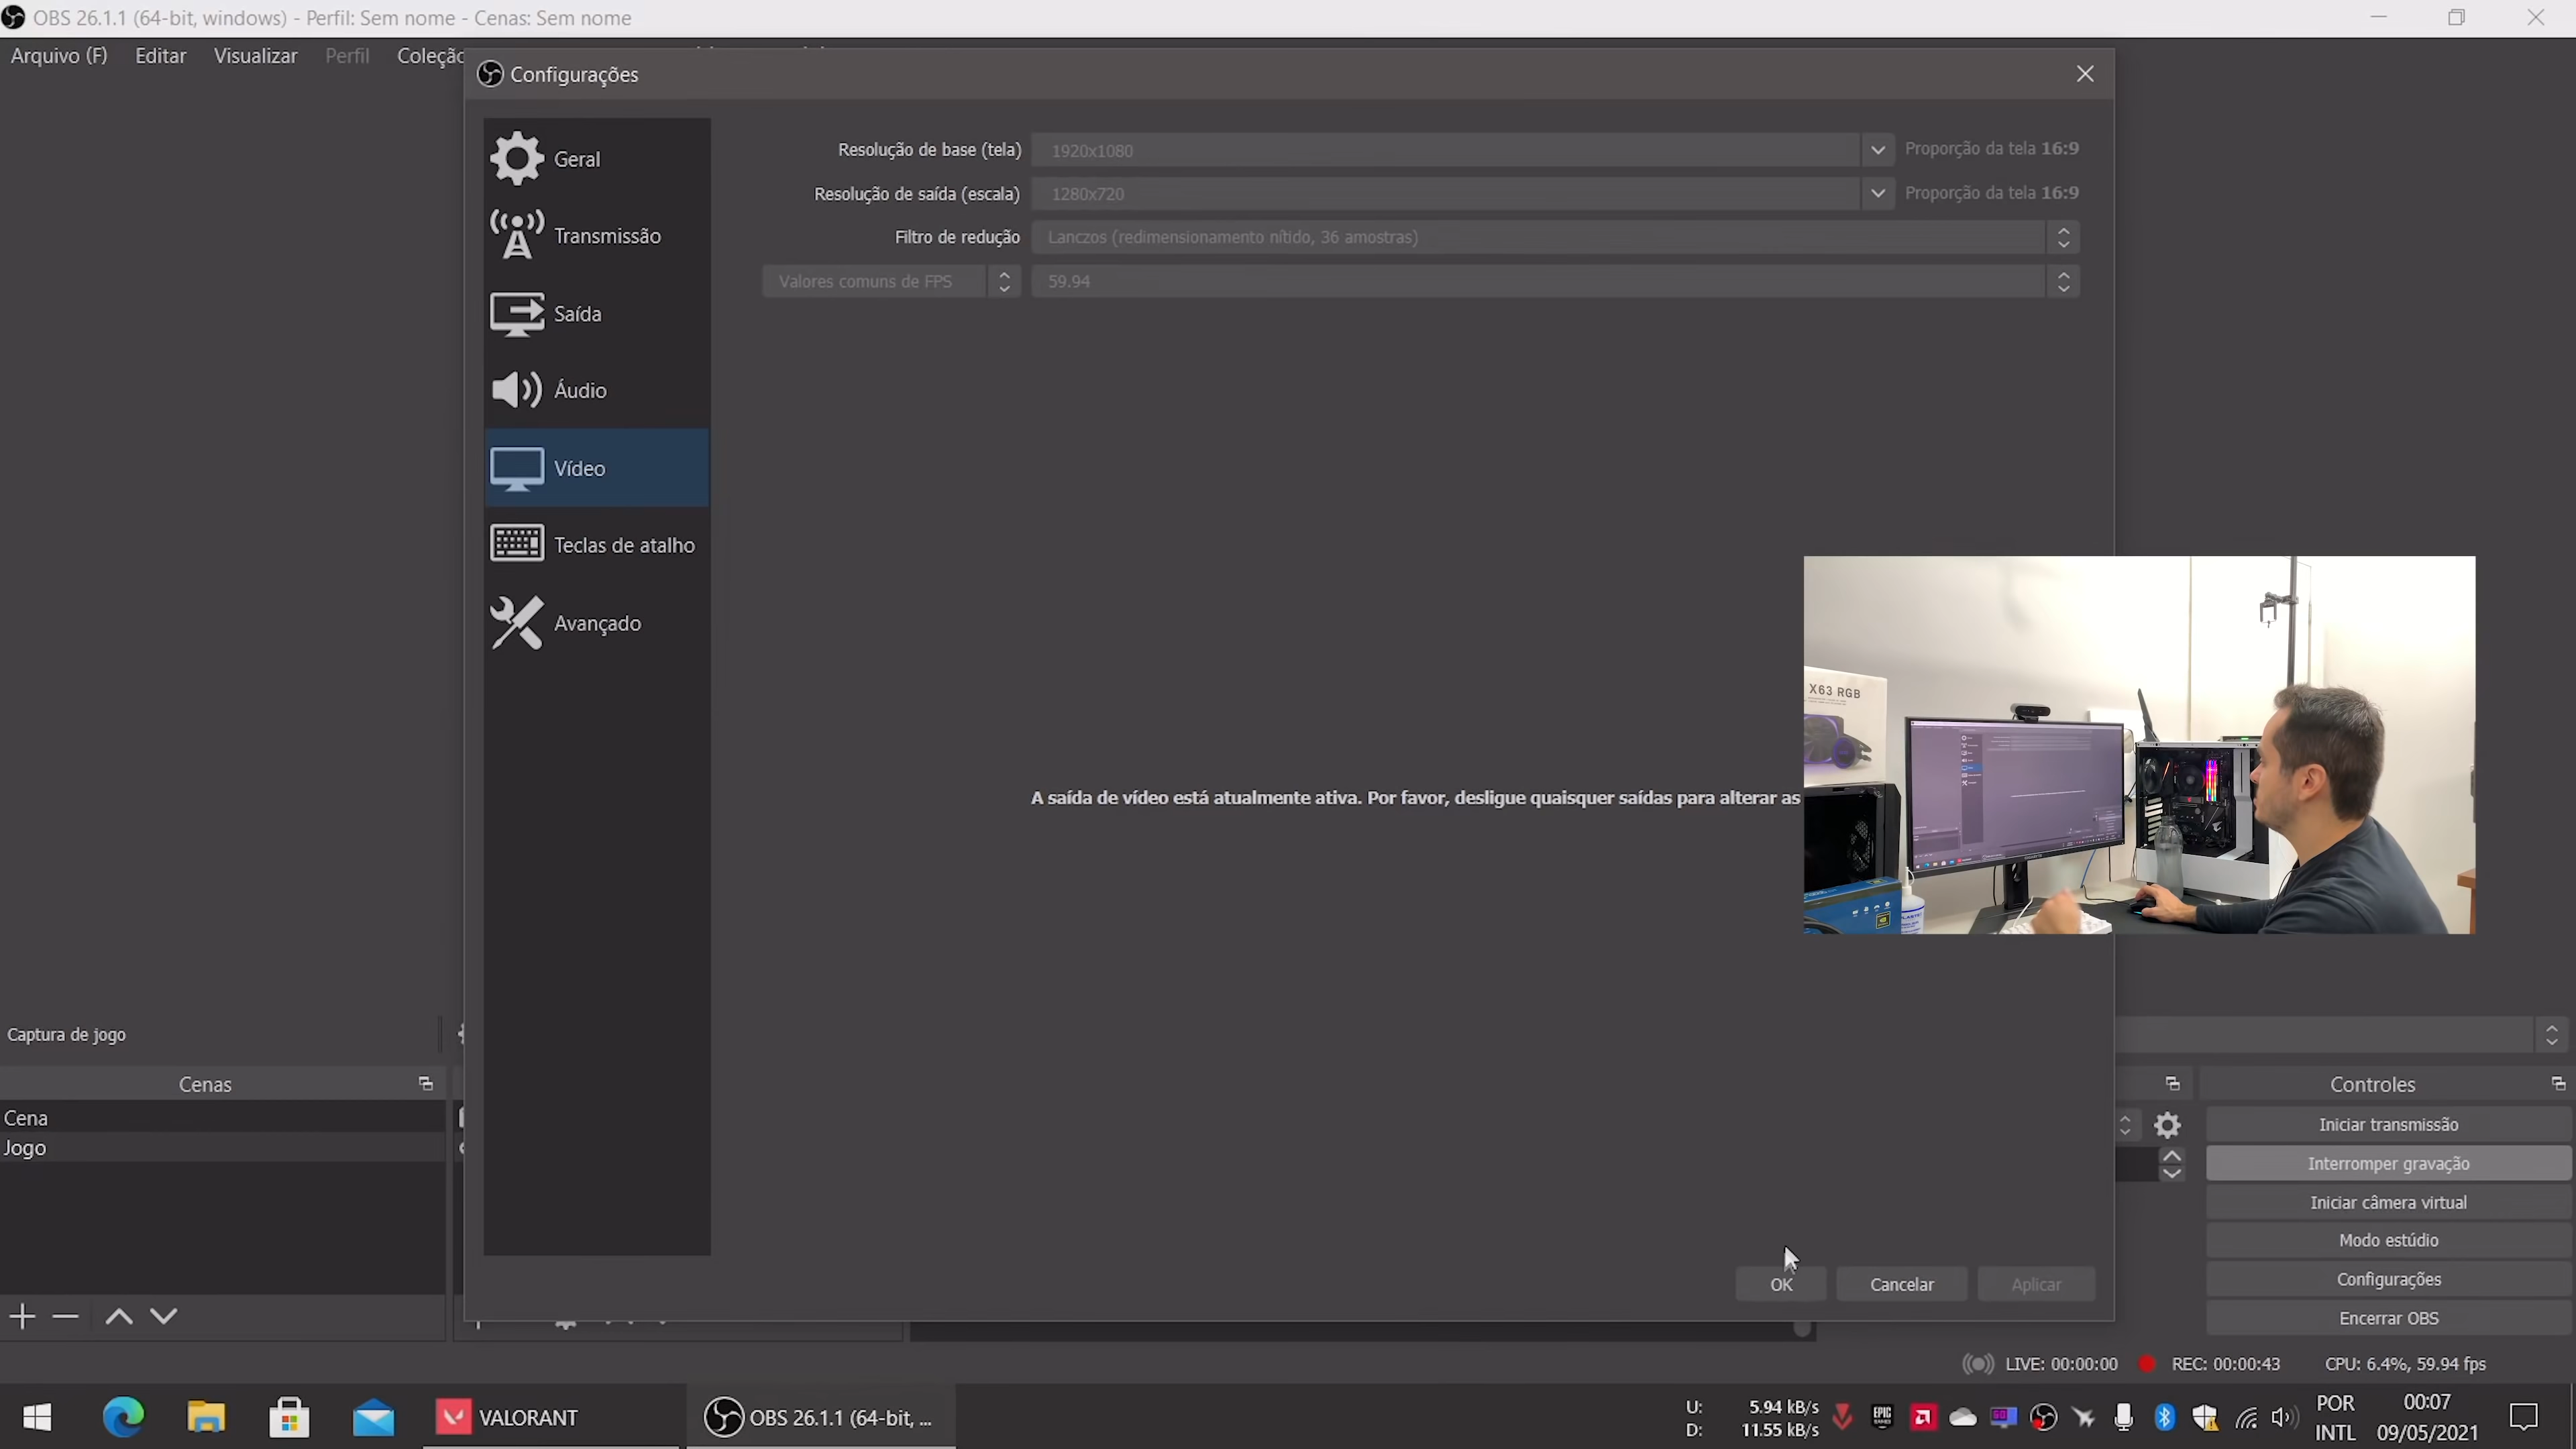 OBS 26.1.1 (64-bit, windows) - Perfil: Sem nome - Cenas: Sem nome
Arquivo (F) Editar Visualizar Perfil Coleção
Configurações
Geral
Transmissão
Saída
Áudio
Vídeo
Teclas de atalho
Avançado
Resolução de base (tela) 1920x1080 Proporção da tela 16:9
Resolução de saída (escala) 1280x720 Proporção da tela 16:9
Filtro de redução Lanczos (redimensionamento nítido, 36 amostras)
Valores comuns de FPS 59.94
X63 RGB
A saída de vídeo está atualmente ativa. Por favor, desligue quaisquer saídas para alterar as
OK Cancelar Aplicar
Captura de jogo
Cenas
Cena
Jogo
Controles
Iniciar transmissão
Interromper gravação
Iniciar câmera virtual
Modo estúdio
Configurações
Encerrar OBS
LIVE: 00:00:00 REC: 00:00:43 CPU: 6.4%, 59.94 fps
VALORANT
OBS 26.1.1 (64-bit, ...
U: 5.94 kB/s
D: 11.55 kB/s
EPIC
POR
INTL
00:07
09/05/2021